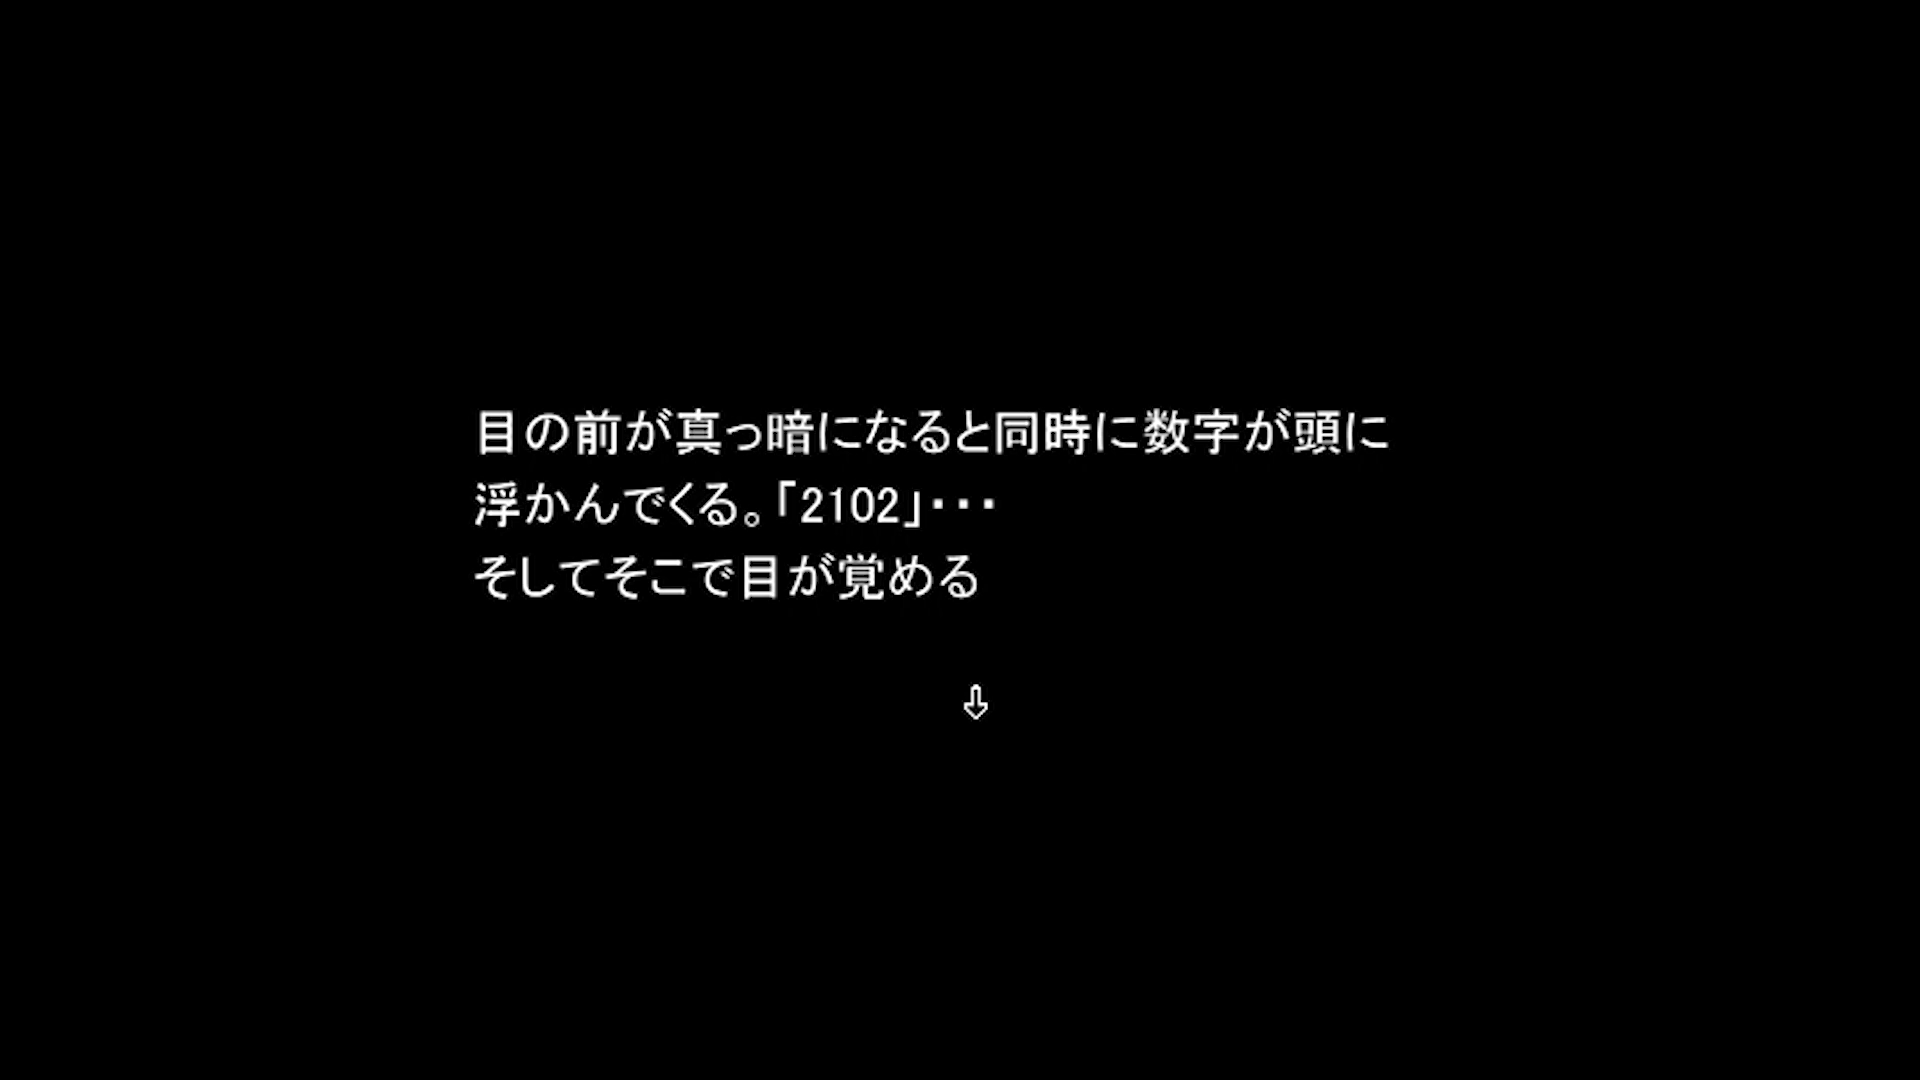 目の前が真っ暗になると同時に数字が頭に
浮かんでくる。「2102」・・・
そしてそこで目が覚める